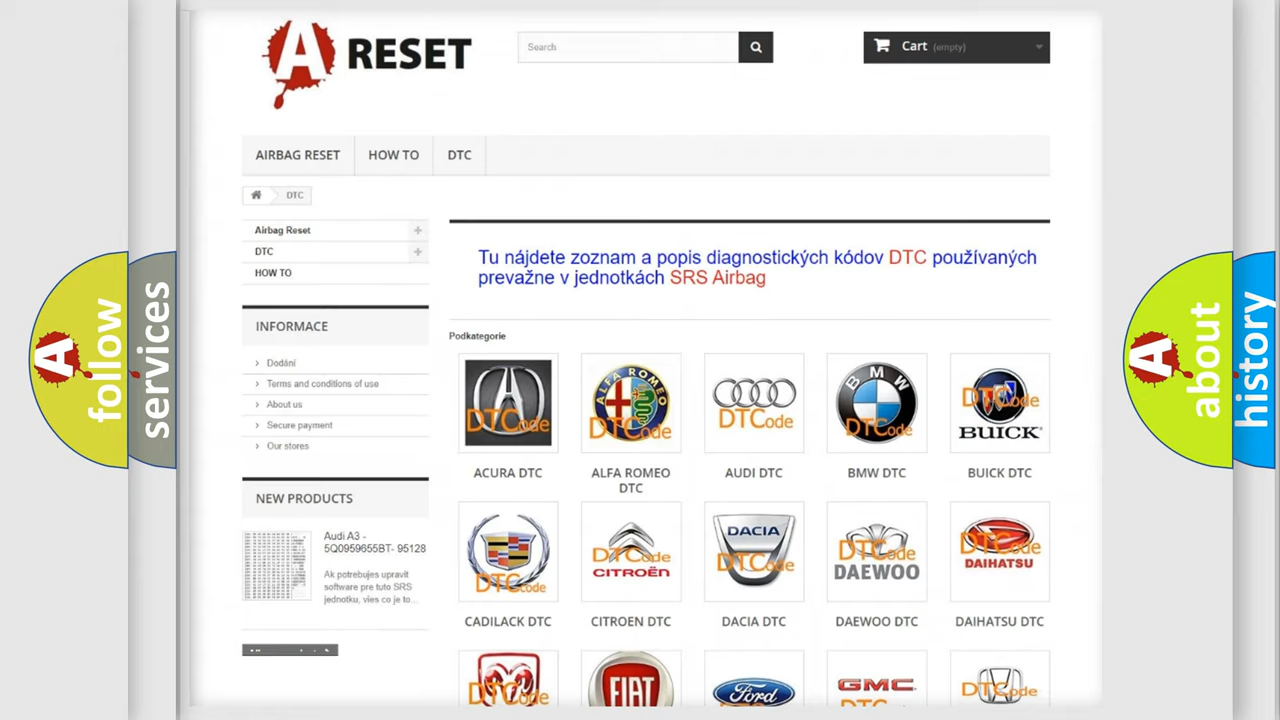 A RESET
Search
Cart (empty)
AIRBAG RESET
HOW TO
DTC
DTC
Airbag Reset
DTC
HOW TO
Tu nájdete zoznam a popis diagnostických kódov DTC používaných
prevažne v jednotkách SRS Airbag
INFORMACE
Dodání
Terms and conditions of use
About us
Secure payment
Our stores
Podkategorie
DTCode
ALFA ROMEO
DTCode
DTCode
BMW
DTCode
DTCode
BUICK
ACURA DTC
ALFA ROMEO
DTC
AUDI DTC
BMW DTC
BUICK DTC
NEW PRODUCTS
Audi A3 -
5Q0959655BT- 95128
Ak potrebujes upravit
software pre tuto SRS
jednotku, vies co je to...
DTCode
DTCode
CITROËN
DACIA
DTCode
DTCode
DAEWOO
DTCode
DAIHATSU
CADILACK DTC
CITROEN DTC
DACIA DTC
DAEWOO DTC
DAIHATSU DTC
DTCode
FIAT
Ford
GMC
DTCode
A follow
services
A about
history